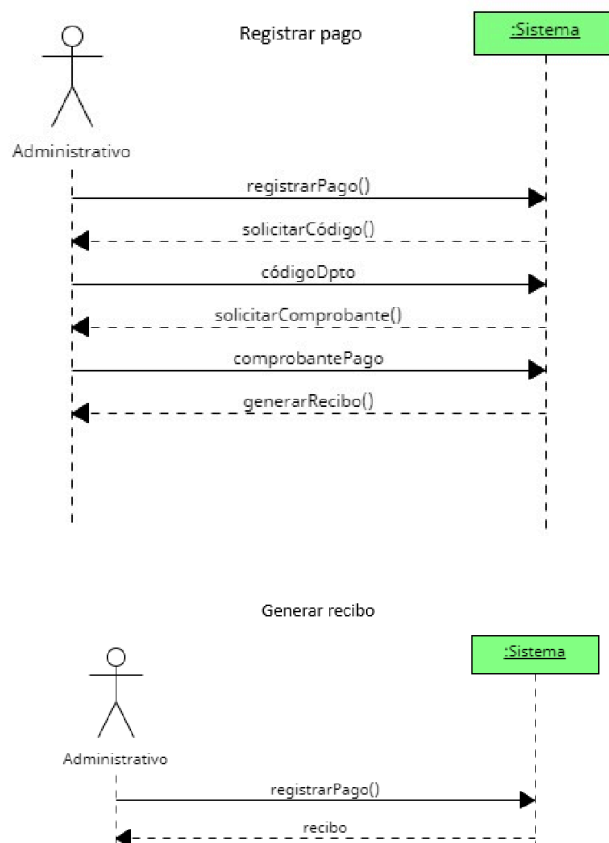 Registrar pago
:Sistema
Administrativo
registrarPago()
solicitarCódigo()
códigoDpto
solicitarComprobante()
comprobantePago
generarRecibo()
Generar recibo
:Sistema
Administrativo
registrarPago()
recibo